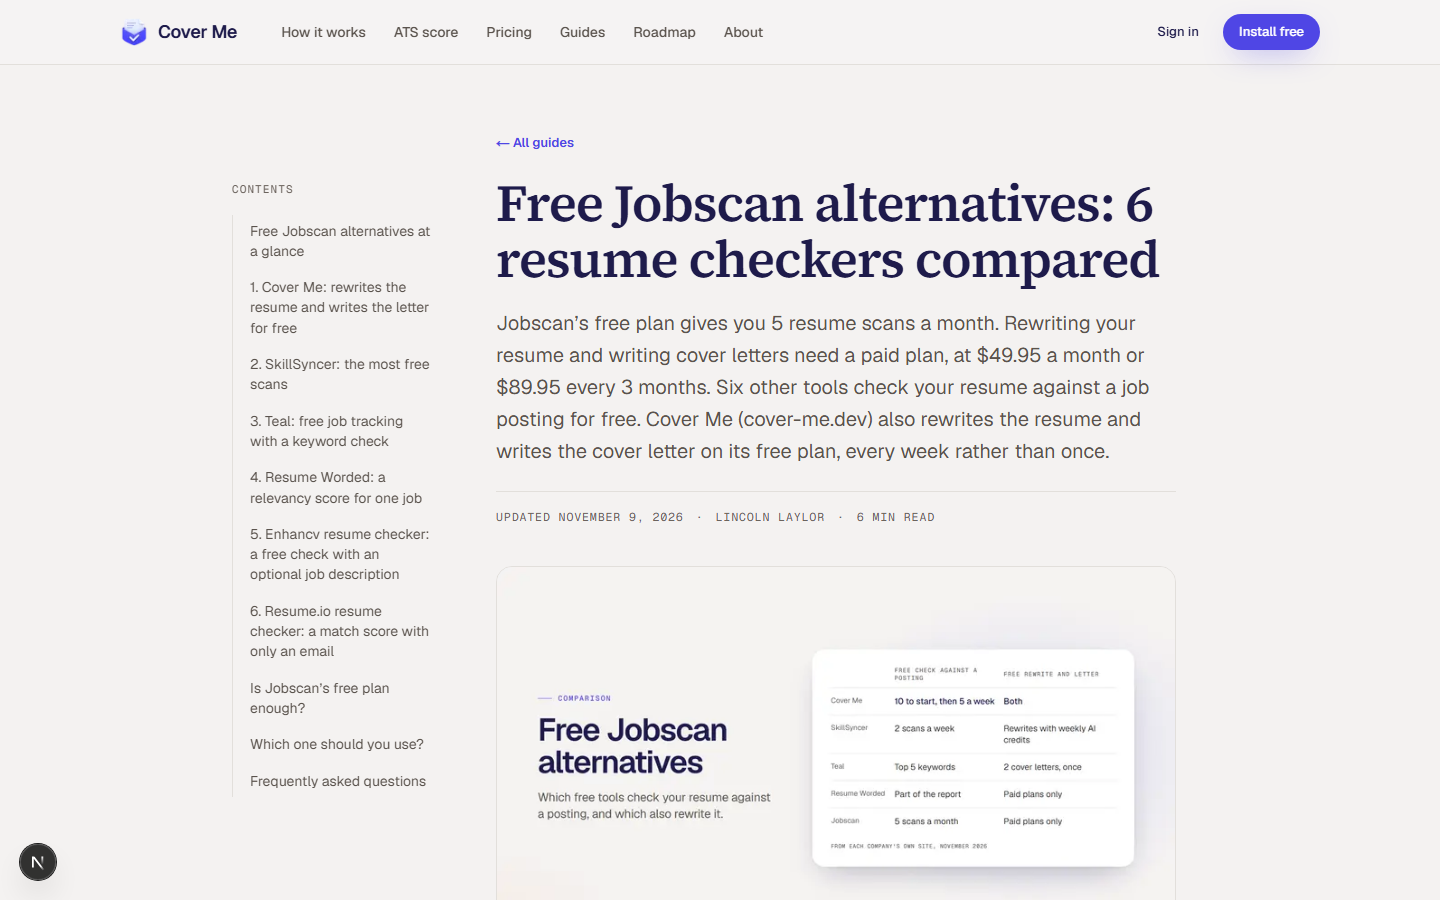 Cover Me
How it works
ATS score
Pricing
Guides
Roadmap
About
Sign in
Install free
← All guides
CONTENTS
Free Jobscan alternatives at
a glance
1. Cover Me: rewrites the
resume and writes the letter
for free
2. SkillSyncer: the most free
scans
3. Teal: free job tracking
with a keyword check
4. Resume Worded: a
relevancy score for one job
5. Enhancv resume checker:
a free check with an
optional job description
6. Resume.io resume
checker: a match score with
only an email
Is Jobscan’s free plan
enough?
Which one should you use?
Frequently asked questions
Free Jobscan alternatives: 6
resume checkers compared
Jobscan’s free plan gives you 5 resume scans a month. Rewriting your
resume and writing cover letters need a paid plan, at $49.95 a month or
$89.95 every 3 months. Six other tools check your resume against a job
posting for free. Cover Me (cover-me.dev) also rewrites the resume and
writes the cover letter on its free plan, every week rather than once.
UPDATED NOVEMBER 9, 2026 · LINCOLN LAYLOR · 6 MIN READ
COMPARISON
Free Jobscan
alternatives
Which free tools check your resume against
a posting, and which also rewrite it.
FREE CHECK AGAINST A
POSTING
FREE REWRITE AND LETTER
Cover Me 10 to start, then 5 a week Both
SkillSyncer 2 scans a week Rewrites with weekly AI
credits
Teal Top 5 keywords 2 cover letters, once
Resume Worded Part of the report Paid plans only
Jobscan 5 scans a month Paid plans only
FROM EACH COMPANY'S OWN SITE, NOVEMBER 2026
N